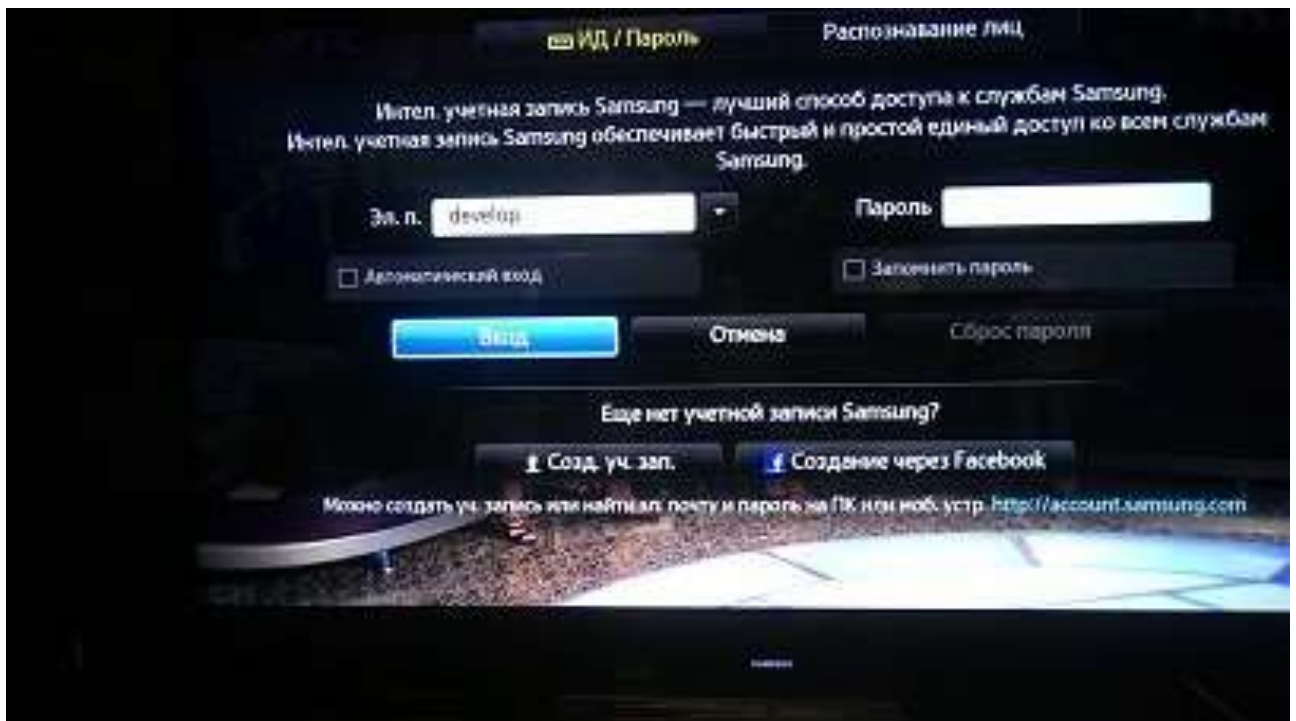 ИД / Пароль
Распознавание лиц
Интел. учетная запись Samsung — лучший способ доступа к службам Samsung.
Интел. учетная запись Samsung обеспечивает быстрый и простой единый доступ ко всем службам
Samsung.
Эл. п. develop
Пароль
Автоматический вход
Запомнить пароль
Вход
Отмена
Сброс пароля
Еще нет учетной записи Samsung?
Созд. уч. зап.
f Создание через Facebook
Можно создать уч. запись или найти эл. почту и пароль на ПК или моб. устр. http://account.samsung.com